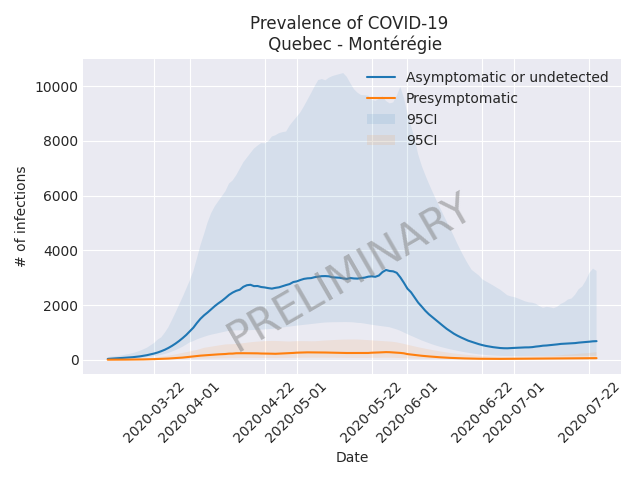 Prevalence of COVID-19
Quebec - Montérégie
Asymptomatic or undetected
Presymptomatic
95CI
95CI
10000
8000
6000
4000
2000
0
# of infections
PRELIMINARY
2020-03-22
2020-04-01
2020-04-22
2020-05-01
2020-05-22
2020-06-01
2020-06-22
2020-07-01
2020-07-22
Date